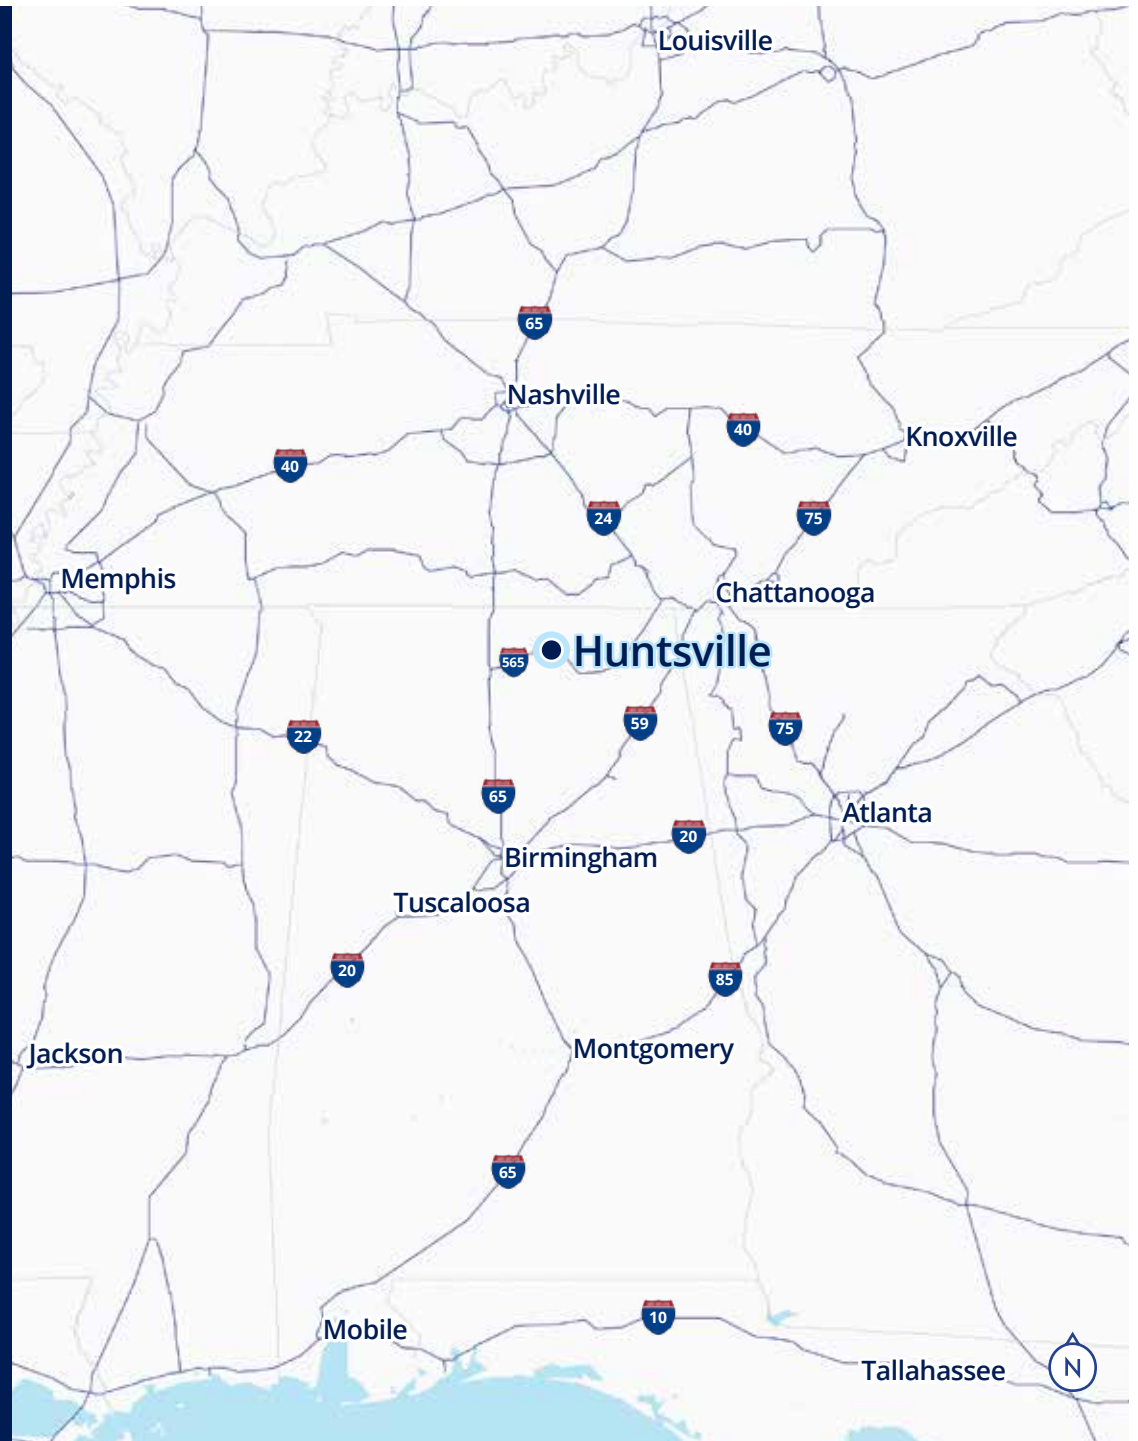 Louisville
65
Nashville
40
Knoxville
40
24
75
Memphis
Chattanooga
565
Huntsville
59
75
22
65
Atlanta
20
Birmingham
Tuscaloosa
20
85
Montgomery
Jackson
65
10
Mobile
Tallahassee
N